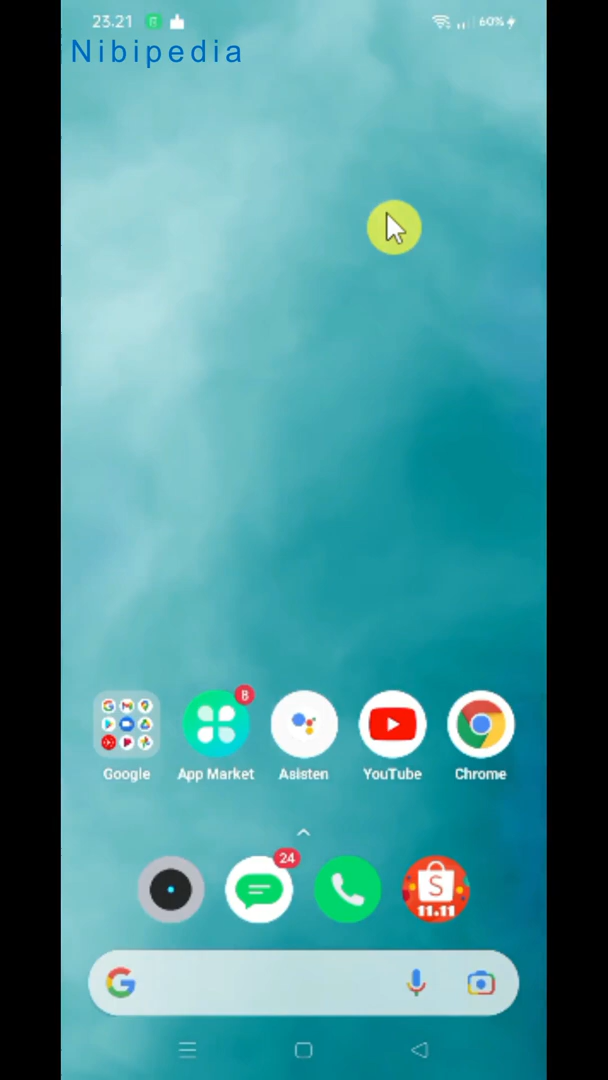 23.21
60%
Nibipedia
8
Google
App Market
Asisten
YouTube
Chrome
24
S
11.11
G